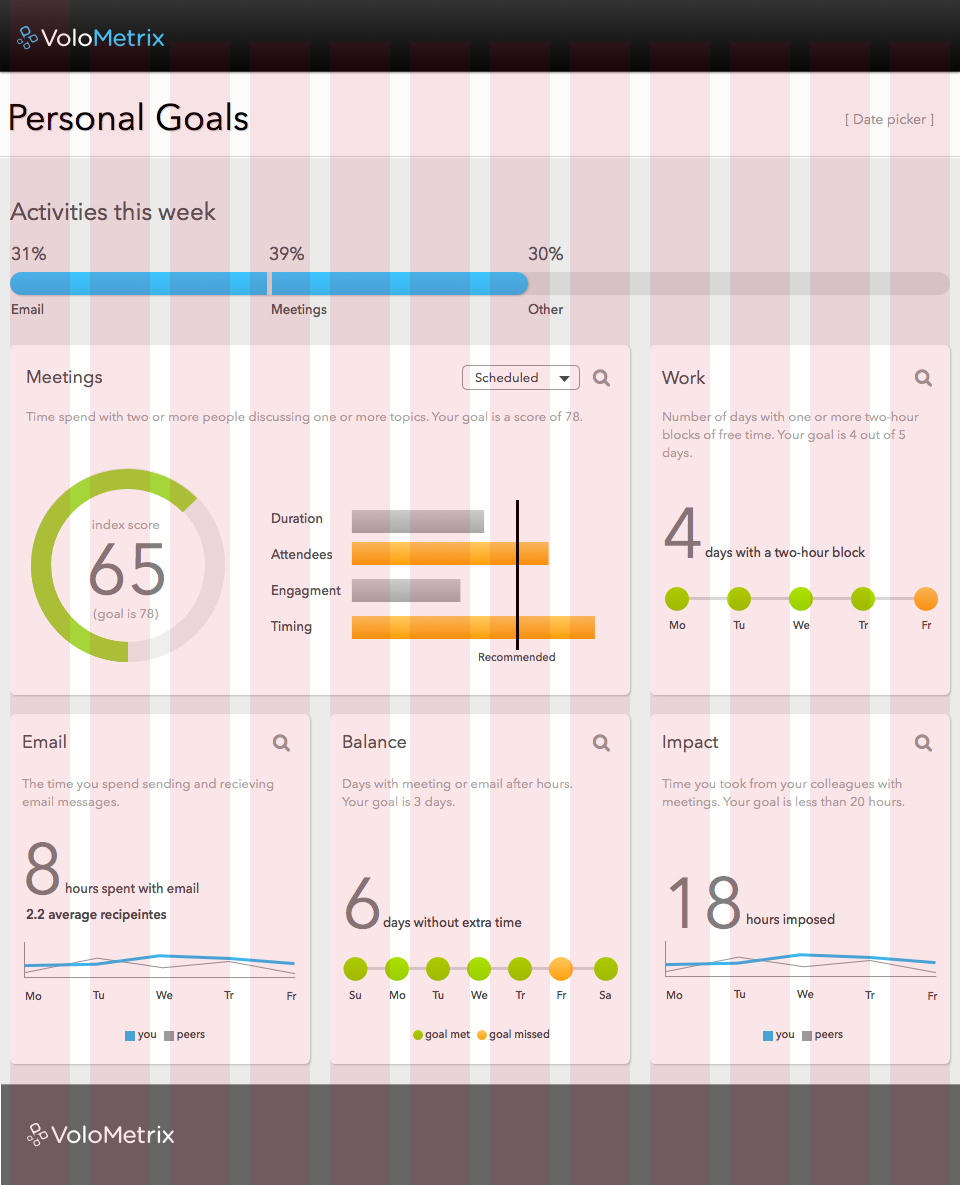 VoloMetrix
Personal Goals
[ Date picker ]
Activities this week
31%
39%
30%
Email
Meetings
Other
Meetings
Scheduled
Time spend with two or more people discussing one or more topics. Your goal is a score of 78.
index score
65
(goal is 78)
Duration
Attendees
Engagment
Timing
Recommended
Work
Number of days with one or more two-hour
blocks of free time. Your goal is 4 out of 5
days.
4 days with a two-hour block
Mo Tu We Tr Fr
Email
The time you spend sending and recieving
email messages.
8 hours spent with email
2.2 average recipeintes
Mo Tu We Tr Fr
you peers
Balance
Days with meeting or email after hours.
Your goal is 3 days.
6 days without extra time
Su Mo Tu We Tr Fr Sa
goal met goal missed
Impact
Time you took from your colleagues with
meetings. Your goal is less than 20 hours.
18 hours imposed
Mo Tu We Tr Fr
you peers
VoloMetrix